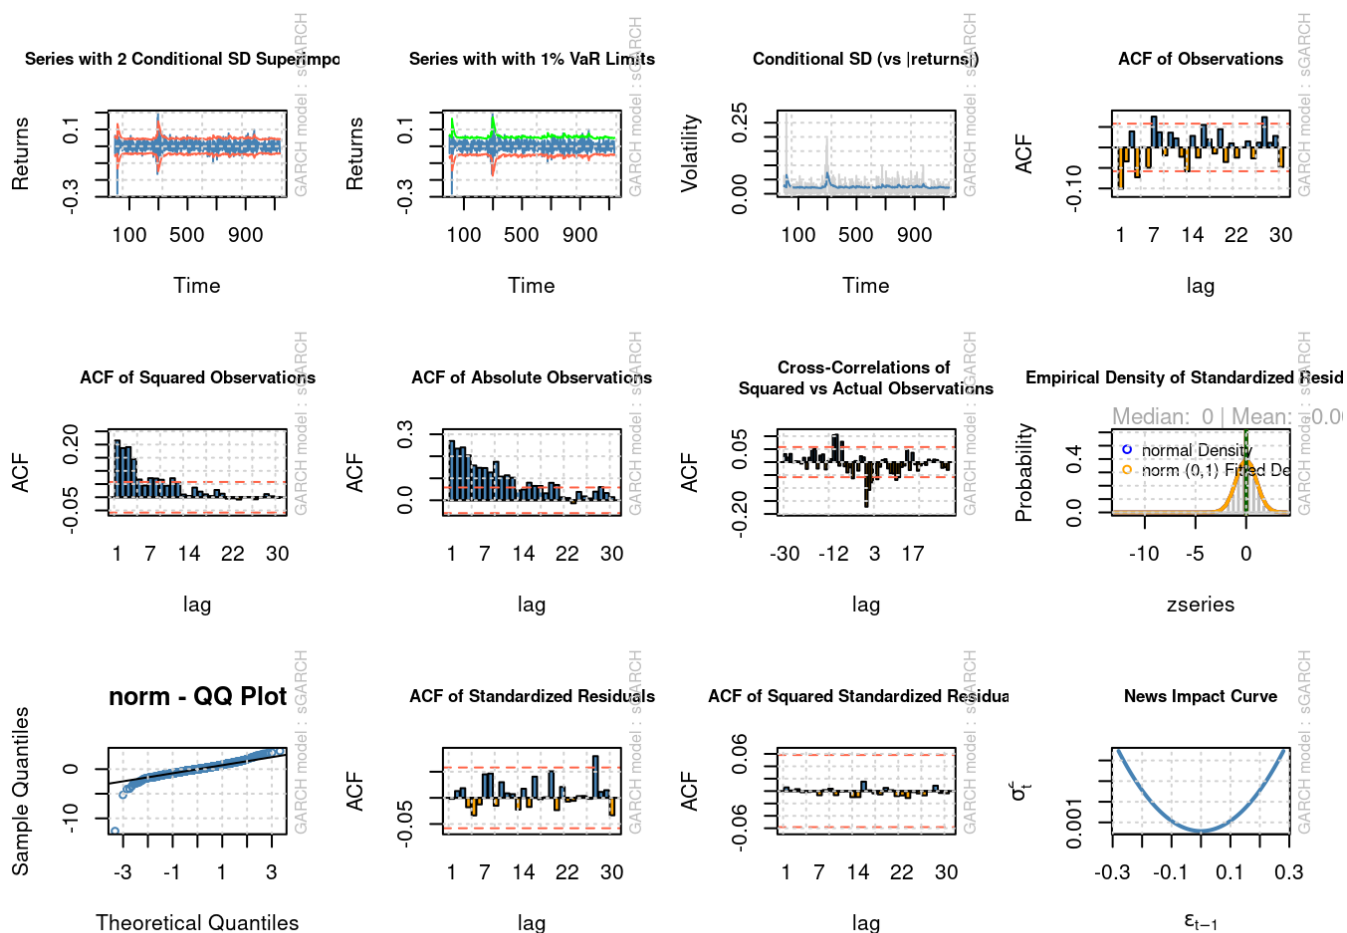 Series with 2 Conditional SD Superimpo
GARCH model : sGARCH
Returns
0.1
-0.3
100 500 900
Time
Series with with 1% VaR Limits
GARCH model : sGARCH
Returns
0.1
-0.3
100 500 900
Time
Conditional SD (vs |returns|)
GARCH model : sGARCH
Volatility
0.25
0.00
100 500 900
Time
ACF of Observations
GARCH model : sGARCH
ACF
-0.10
1 7 14 22 30
lag
ACF of Squared Observations
GARCH model : sGARCH
ACF
0.20
-0.05
1 7 14 22 30
lag
ACF of Absolute Observations
GARCH model : sGARCH
ACF
0.3
0.0
1 7 14 22 30
lag
Cross-Correlations of
Squared vs Actual Observations
GARCH model : sGARCH
ACF
0.05
-0.20
-30 -12 3 17
lag
Empirical Density of Standardized Resid
GARCH model : sGARCH
Median: 0 | Mean:
Probability
0.4
0.0
normal Density
norm (0,1) Fitted De
-10 -5 0
zseries
norm - QQ Plot
GARCH model : sGARCH
Sample Quantiles
0
-10
-3 -1 1 3
Theoretical Quantiles
ACF of Standardized Residuals
GARCH model : sGARCH
ACF
-0.05
1 7 14 22 30
lag
ACF of Squared Standardized Residua
GARCH model : sGARCH
ACF
0.06
-0.06
1 7 14 22 30
lag
News Impact Curve
GARCH model : sGARCH
0.001
-0.3 -0.1 0.1 0.3
εt−1